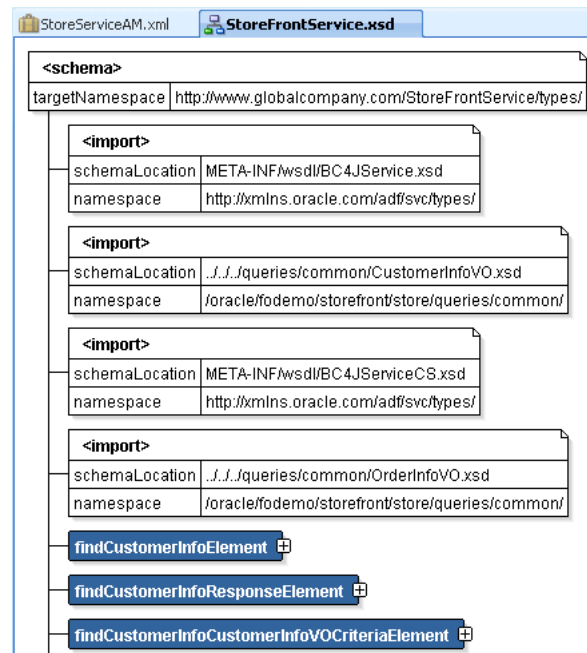 StoreServiceAM.xml StoreFrontService.xsd
<schema>
targetNamespace http://www.globalcompany.com/StoreFrontService/types/
<import>
schemaLocation META-INF/wsdl/BC4JService.xsd
namespace http://xmlns.oracle.com/adf/svc/types/
<import>
schemaLocation ../../../queries/common/CustomerInfoVO.xsd
namespace /oracle/fodemo/storefront/store/queries/common/
<import>
schemaLocation META-INF/wsdl/BC4JServiceCS.xsd
namespace http://xmlns.oracle.com/adf/svc/types/
<import>
schemaLocation ../../../queries/common/OrderInfoVO.xsd
namespace /oracle/fodemo/storefront/store/queries/common/
findCustomerInfoElement
findCustomerInfoResponseElement
findCustomerInfoCustomerInfoVOCriteriaElement